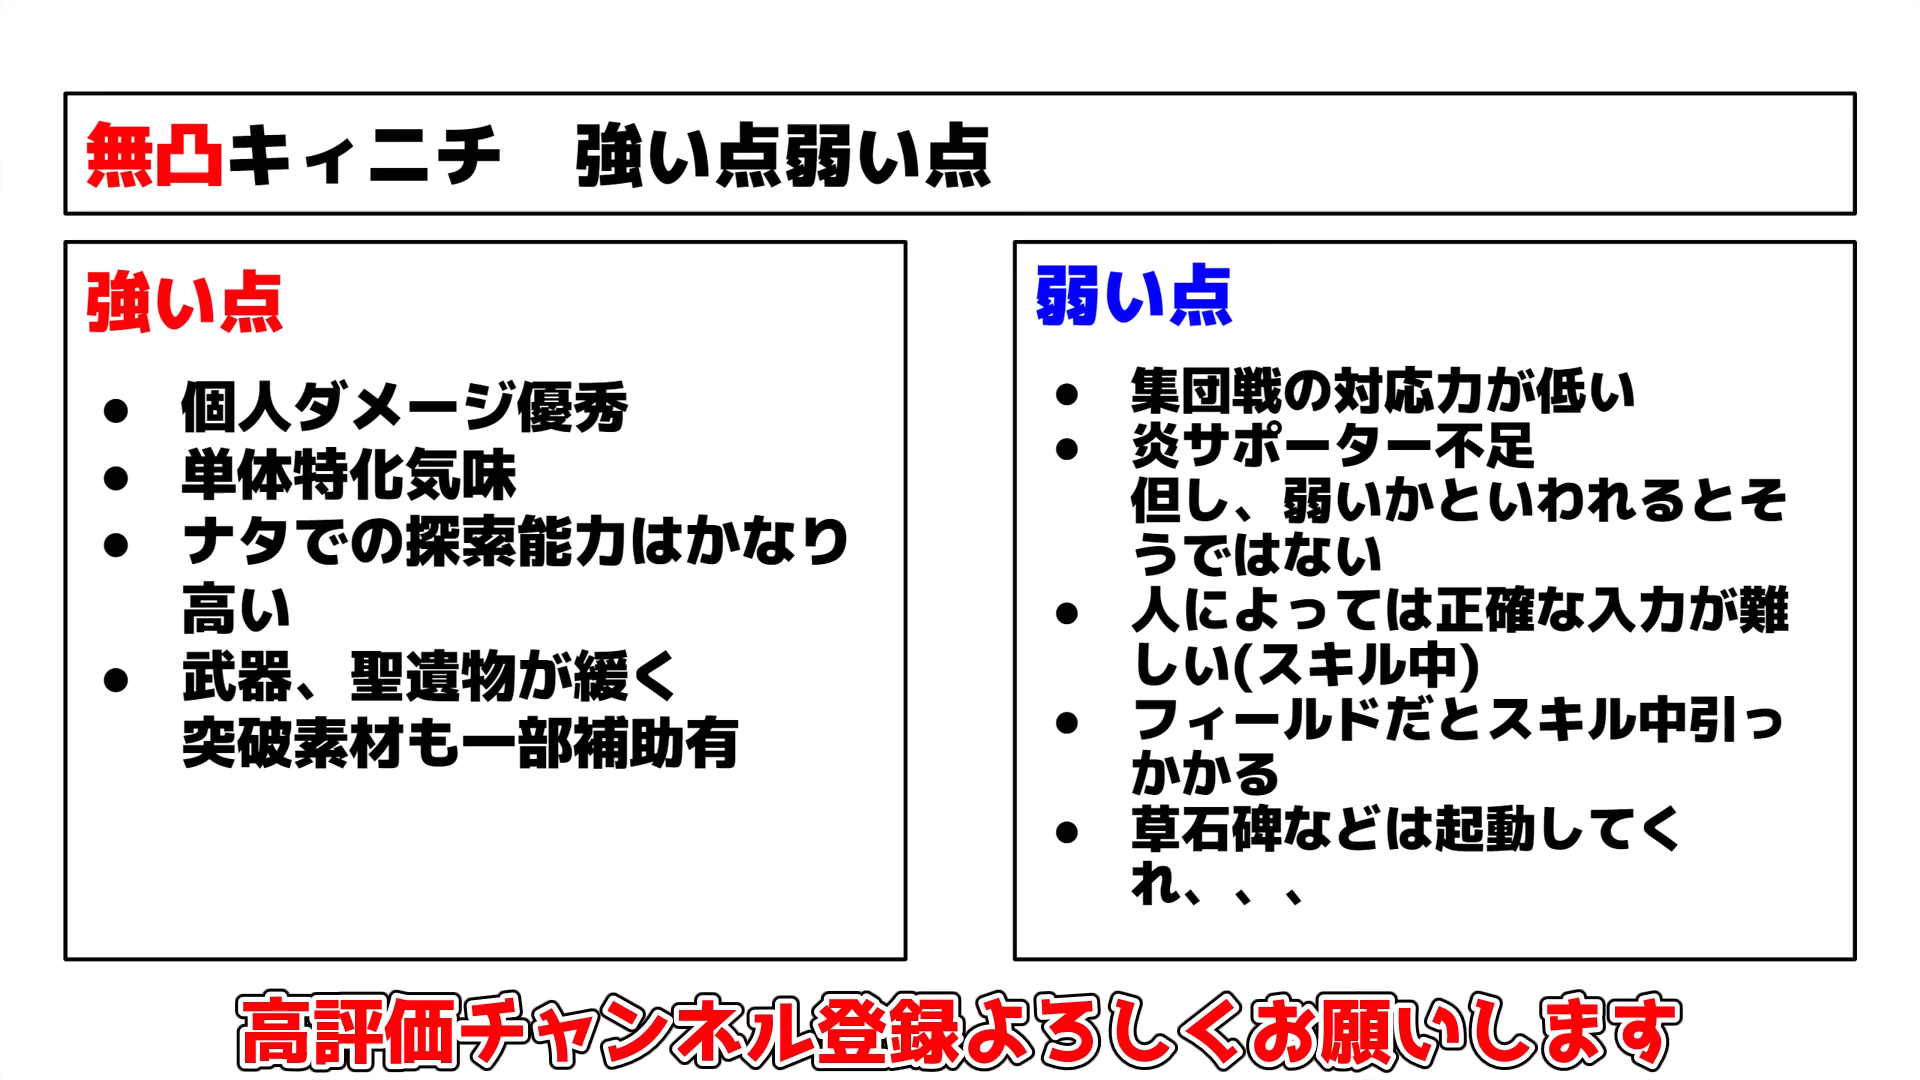 無凸キィニチ　強い点弱い点
強い点
● 個人ダメージ優秀
● 単体特化気味
● ナタでの探索能力はかなり
高い
● 武器、聖遺物が緩く
突破素材も一部補助有
弱い点
● 集団戦の対応力が低い
● 炎サポーター不足
但し、弱いかといわれるとそ
うではない
● 人によっては正確な入力が難
しい(スキル中)
● フィールドだとスキル中引っ
かかる
● 草石碑などは起動してく
れ、、、
高評価チャンネル登録よろしくお願いします